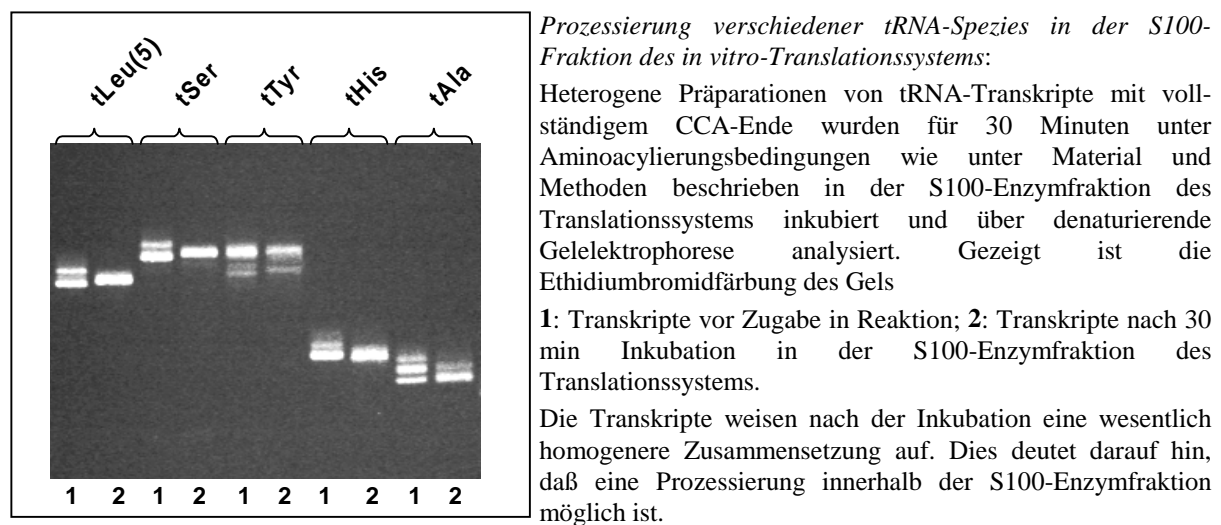 tLeu(5) tSer tTyr tHis tAla
1 2 1 2 1 2 1 2 1 2
Prozessierung verschiedener tRNA-Spezies in der S100-
Fraktion des in vitro-Translationssystems:
Heterogene Präparationen von tRNA-Transkripte mit voll-
ständigem CCA-Ende wurden für 30 Minuten unter
Aminoacylierungsbedingungen wie unter Material und
Methoden beschrieben in der S100-Enzymfraktion des
Translationssystems inkubiert und über denaturierende
Gelelektrophorese analysiert. Gezeigt ist die
Ethidiumbromidfärbung des Gels
1: Transkripte vor Zugabe in Reaktion; 2: Transkripte nach 30
min Inkubation in der S100-Enzymfraktion des
Translationssystems.
Die Transkripte weisen nach der Inkubation eine wesentlich
homogenere Zusammensetzung auf. Dies deutet darauf hin,
daß eine Prozessierung innerhalb der S100-Enzymfraktion
möglich ist.